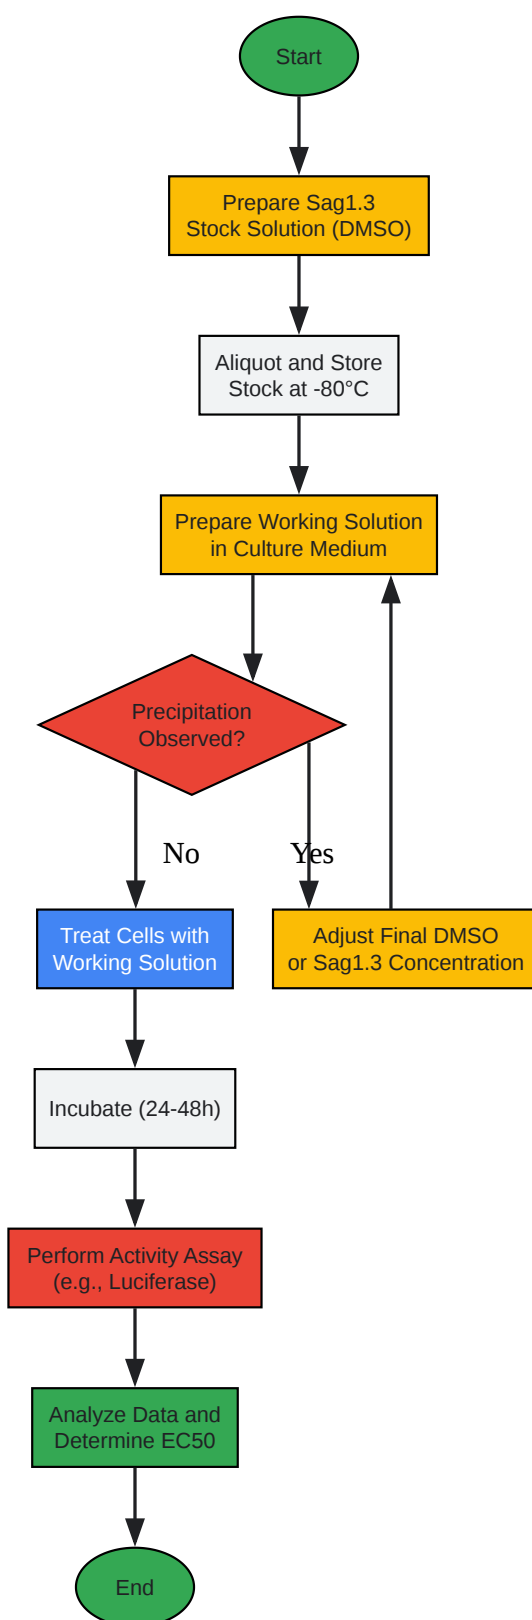 Start
Prepare Sag1.3
Stock Solution (DMSO)
Aliquot and Store
Stock at -80°C
Prepare Working Solution
in Culture Medium
Precipitation
Observed?
No
Yes
Treat Cells with
Working Solution
Adjust Final DMSO
or Sag1.3 Concentration
Incubate (24-48h)
Perform Activity Assay
(e.g., Luciferase)
Analyze Data and
Determine EC50
End